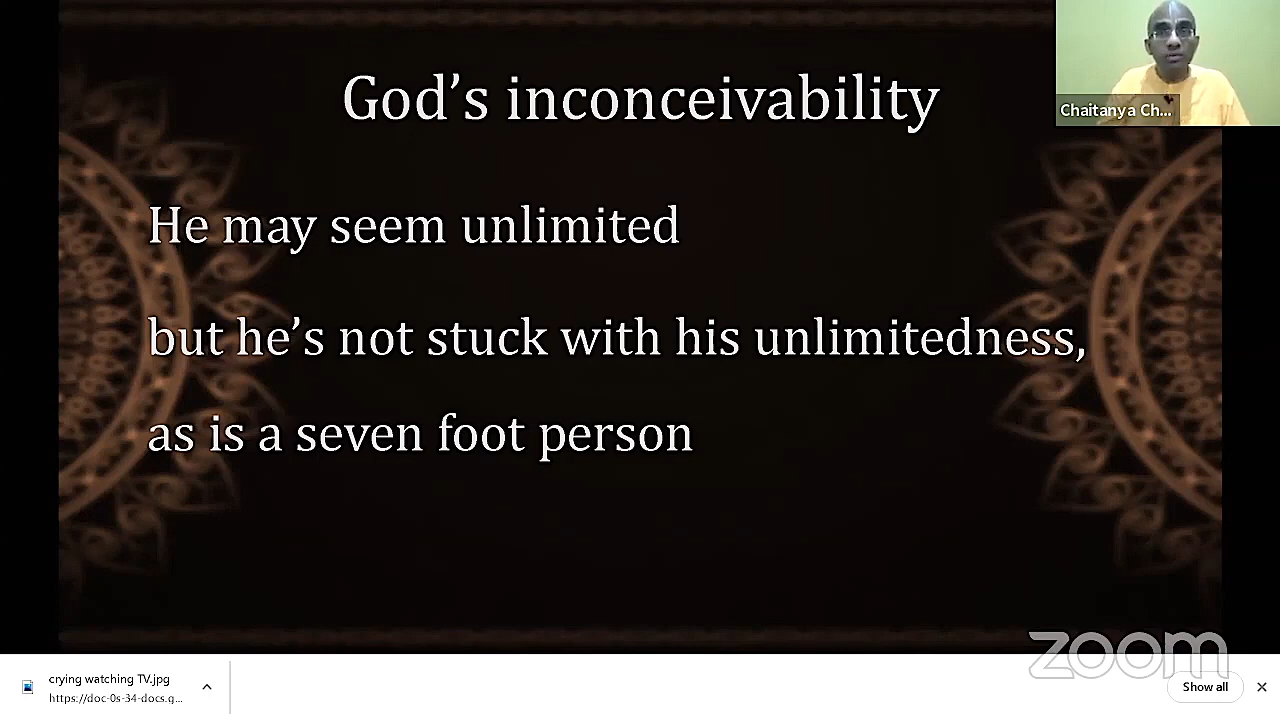 God’s inconceivability
Chaitanya Ch...
He may seem unlimited
but he’s not stuck with his unlimitedness,
as is a seven foot person
zoom
crying watching TV.jpg
https://doc-0s-34-docs.g...
Show all